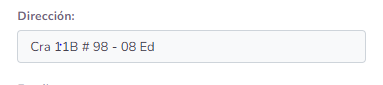 Dirección:
Cra 11B # 98 - 08 Ed